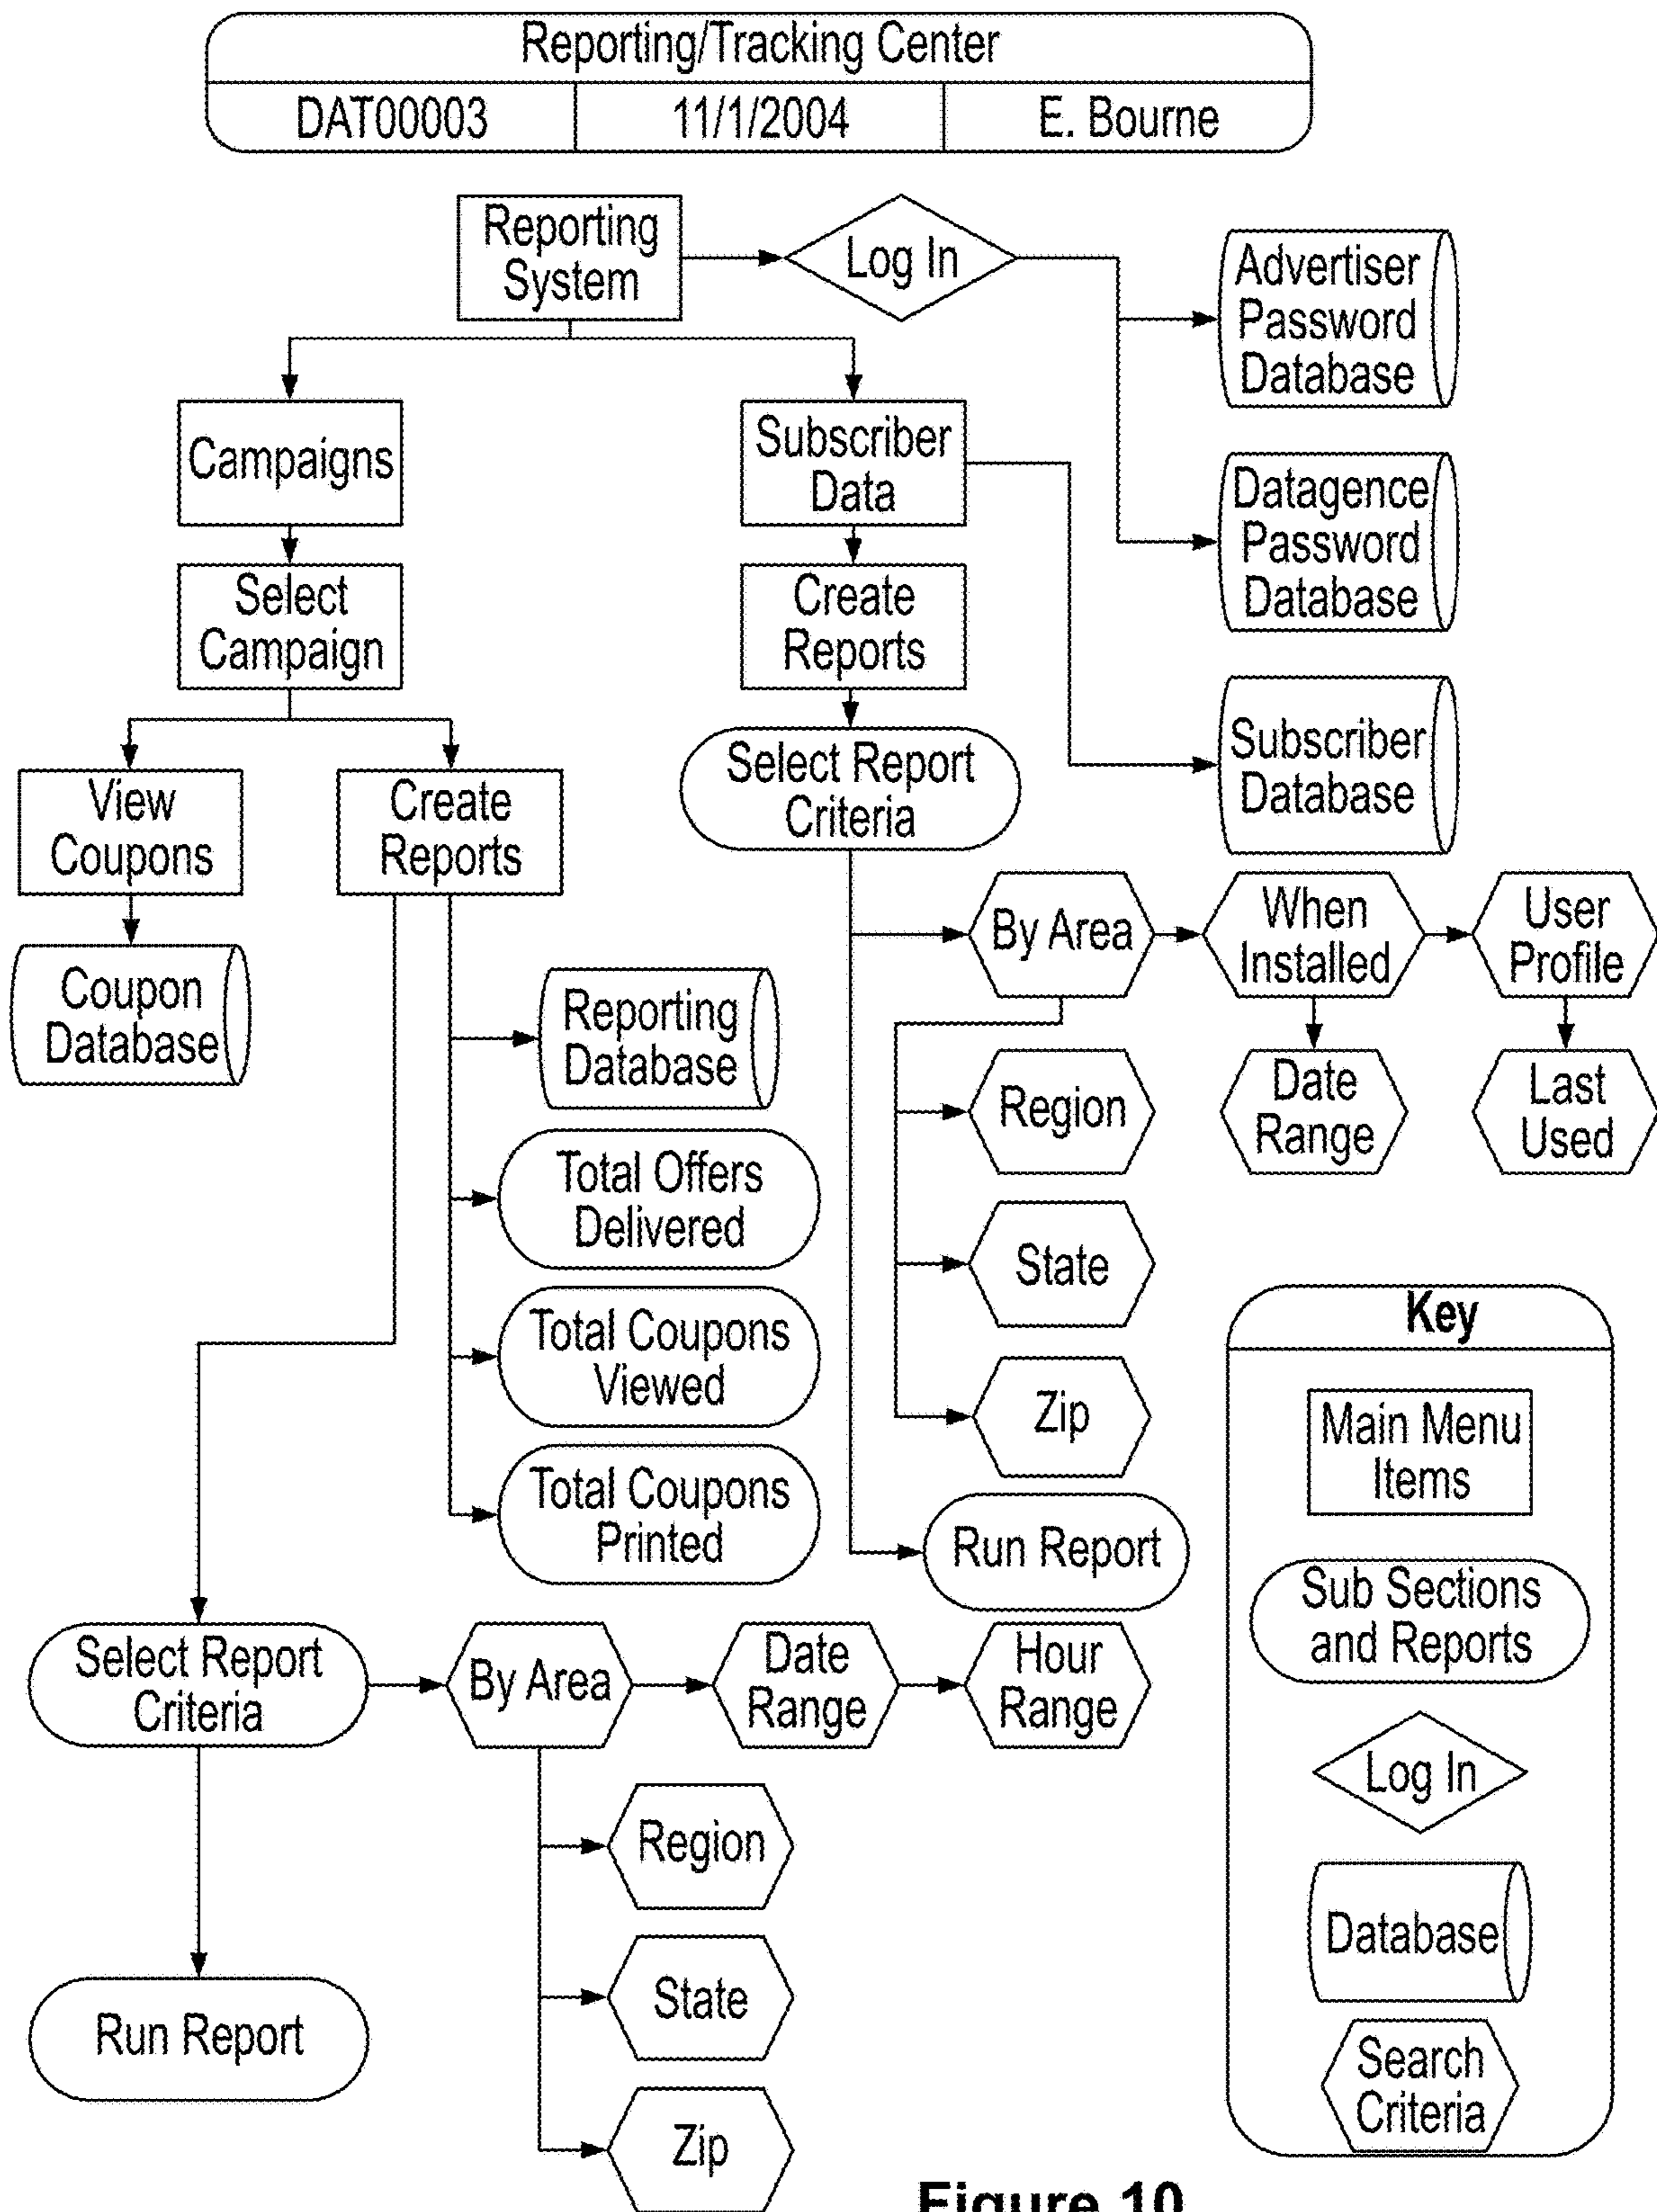 Reporting/Tracking Center
DAT00003
11/1/2004
E. Bourne
Reporting
System
Log In
Advertiser
Password
Database
Campaigns
Subscriber
Data
Datagence
Password
Database
Select
Campaign
Create
Reports
Select Report
Criteria
Subscriber
Database
View
Coupons
Create
Reports
By Area
When
Installed
User
Profile
Coupon
Database
Reporting
Database
Region
Date
Range
Last
Used
Total Offers
Delivered
State
Total Coupons
Viewed
Zip
Total Coupons
Printed
Run Report
Select Report
Criteria
By Area
Date
Range
Hour
Range
Region
State
Zip
Run Report
Key
Main Menu
Items
Sub Sections
and Reports
Log In
Database
Search
Criteria
Figure 10